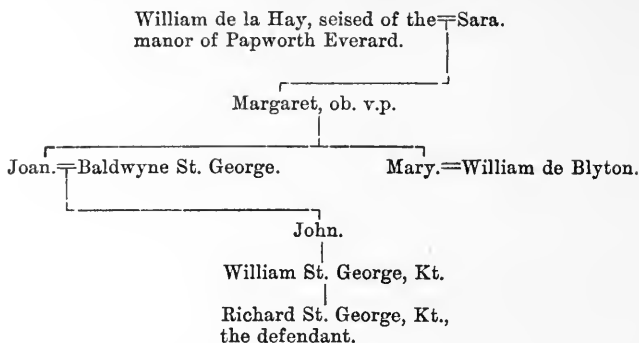 William de la Hay, seised of the Sara.
manor of Papworth Everard.
Margaret, ob. v.p.
Joan. Baldwyne St. George. Mary.=William de Blyton.
John.
William St. George, Kt.
Richard St. George, Kt.,
the defendant.